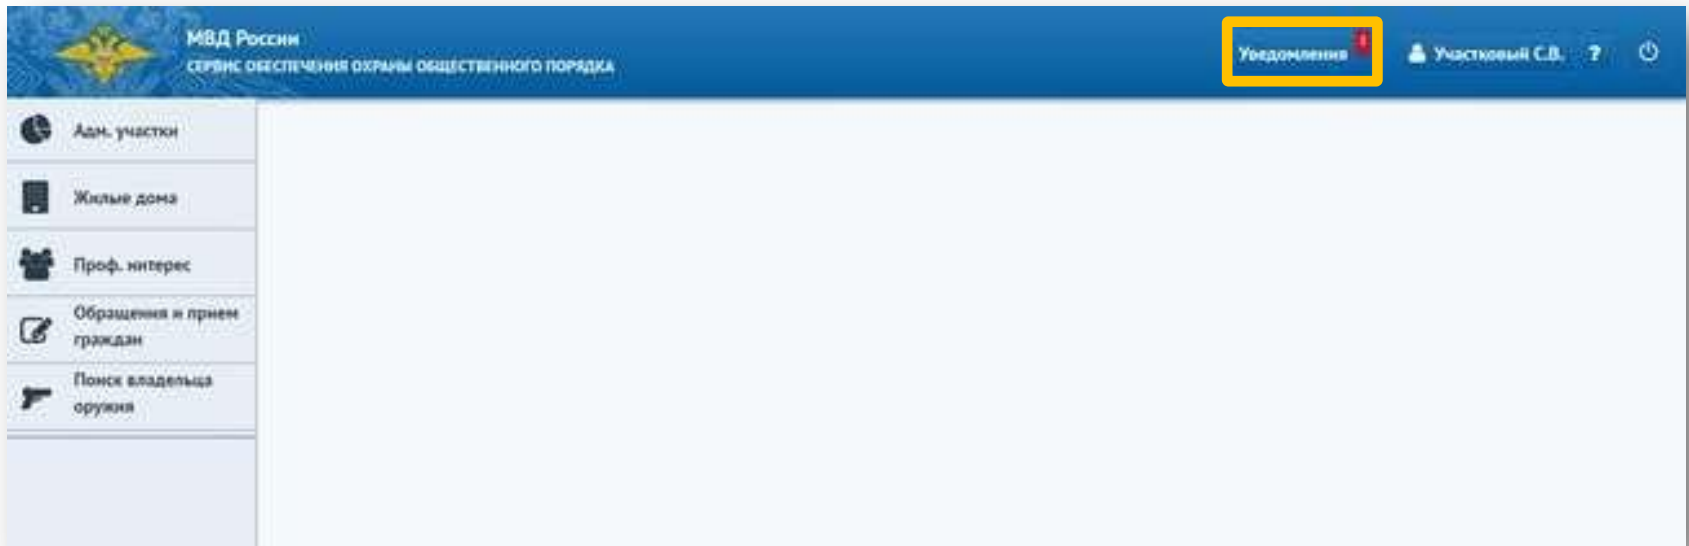 МВД России
СЕРВИС ОБЕСПЕЧЕНИЯ ОХРАНЫ ОБЩЕСТВЕННОГО ПОРЯДКА
Уведомления
Участковый С.В. ?
Адм. участки
Жилые дома
Проф. интерес
Обращения и прием
граждан
Поиск владельца
оружия